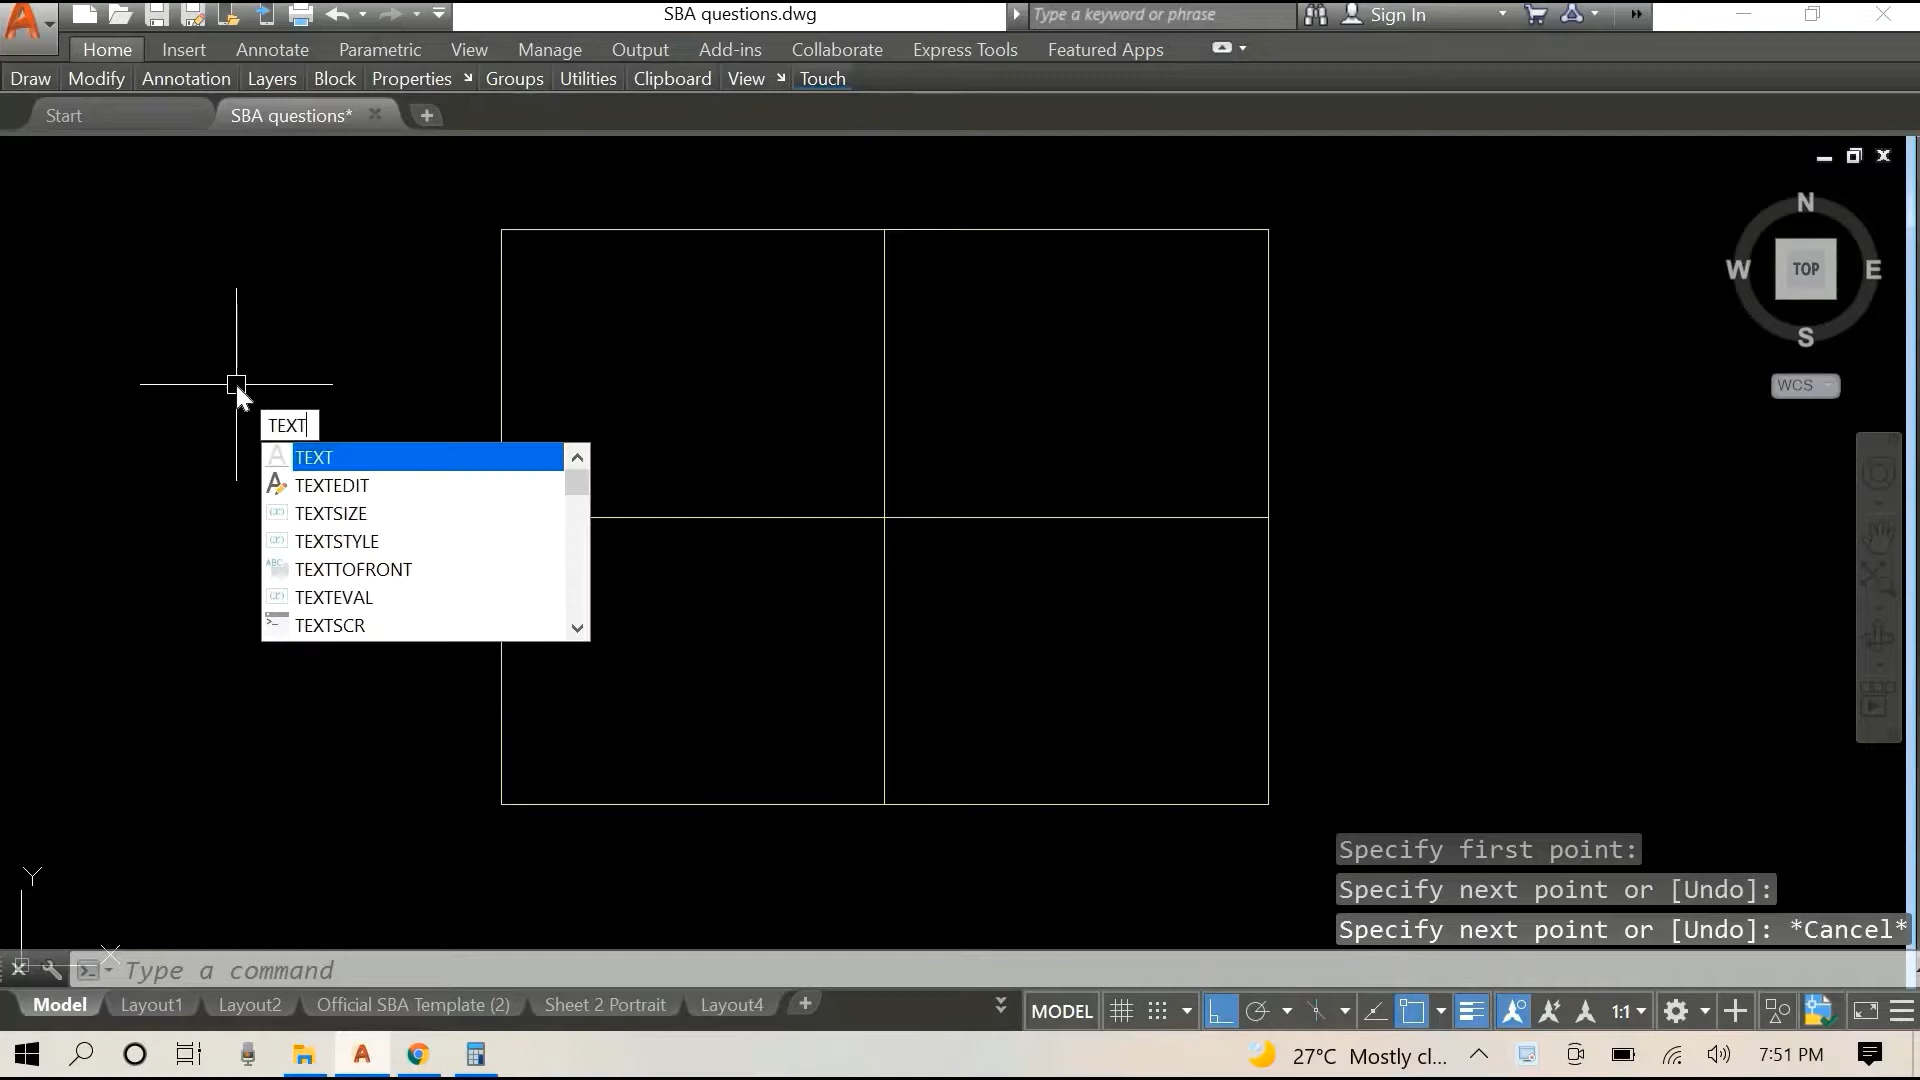 SBA questions.dwg
Type a keyword or phrase
Sign In
Home Insert Annotate Parametric View Manage Output Add-ins Collaborate Express Tools Featured Apps
Draw Modify Annotation Layers Block Properties Groups Utilities Clipboard View Touch
Start SBA questions*
N
W TOP E
S
WCS
TEXT
TEXT
TEXTEDIT
TEXTSIZE
TEXTSTYLE
ABC TEXTTOFRONT
TEXTEVAL
TEXTSCR
Specify first point:
Specify next point or [Undo]:
Specify next point or [Undo]: *Cancel*
Y
X
Type a command
Model Layout1 Layout2 Official SBA Template (2) Sheet 2 Portrait Layout4
MODEL 1:1
27°C Mostly cl... 7:51 PM